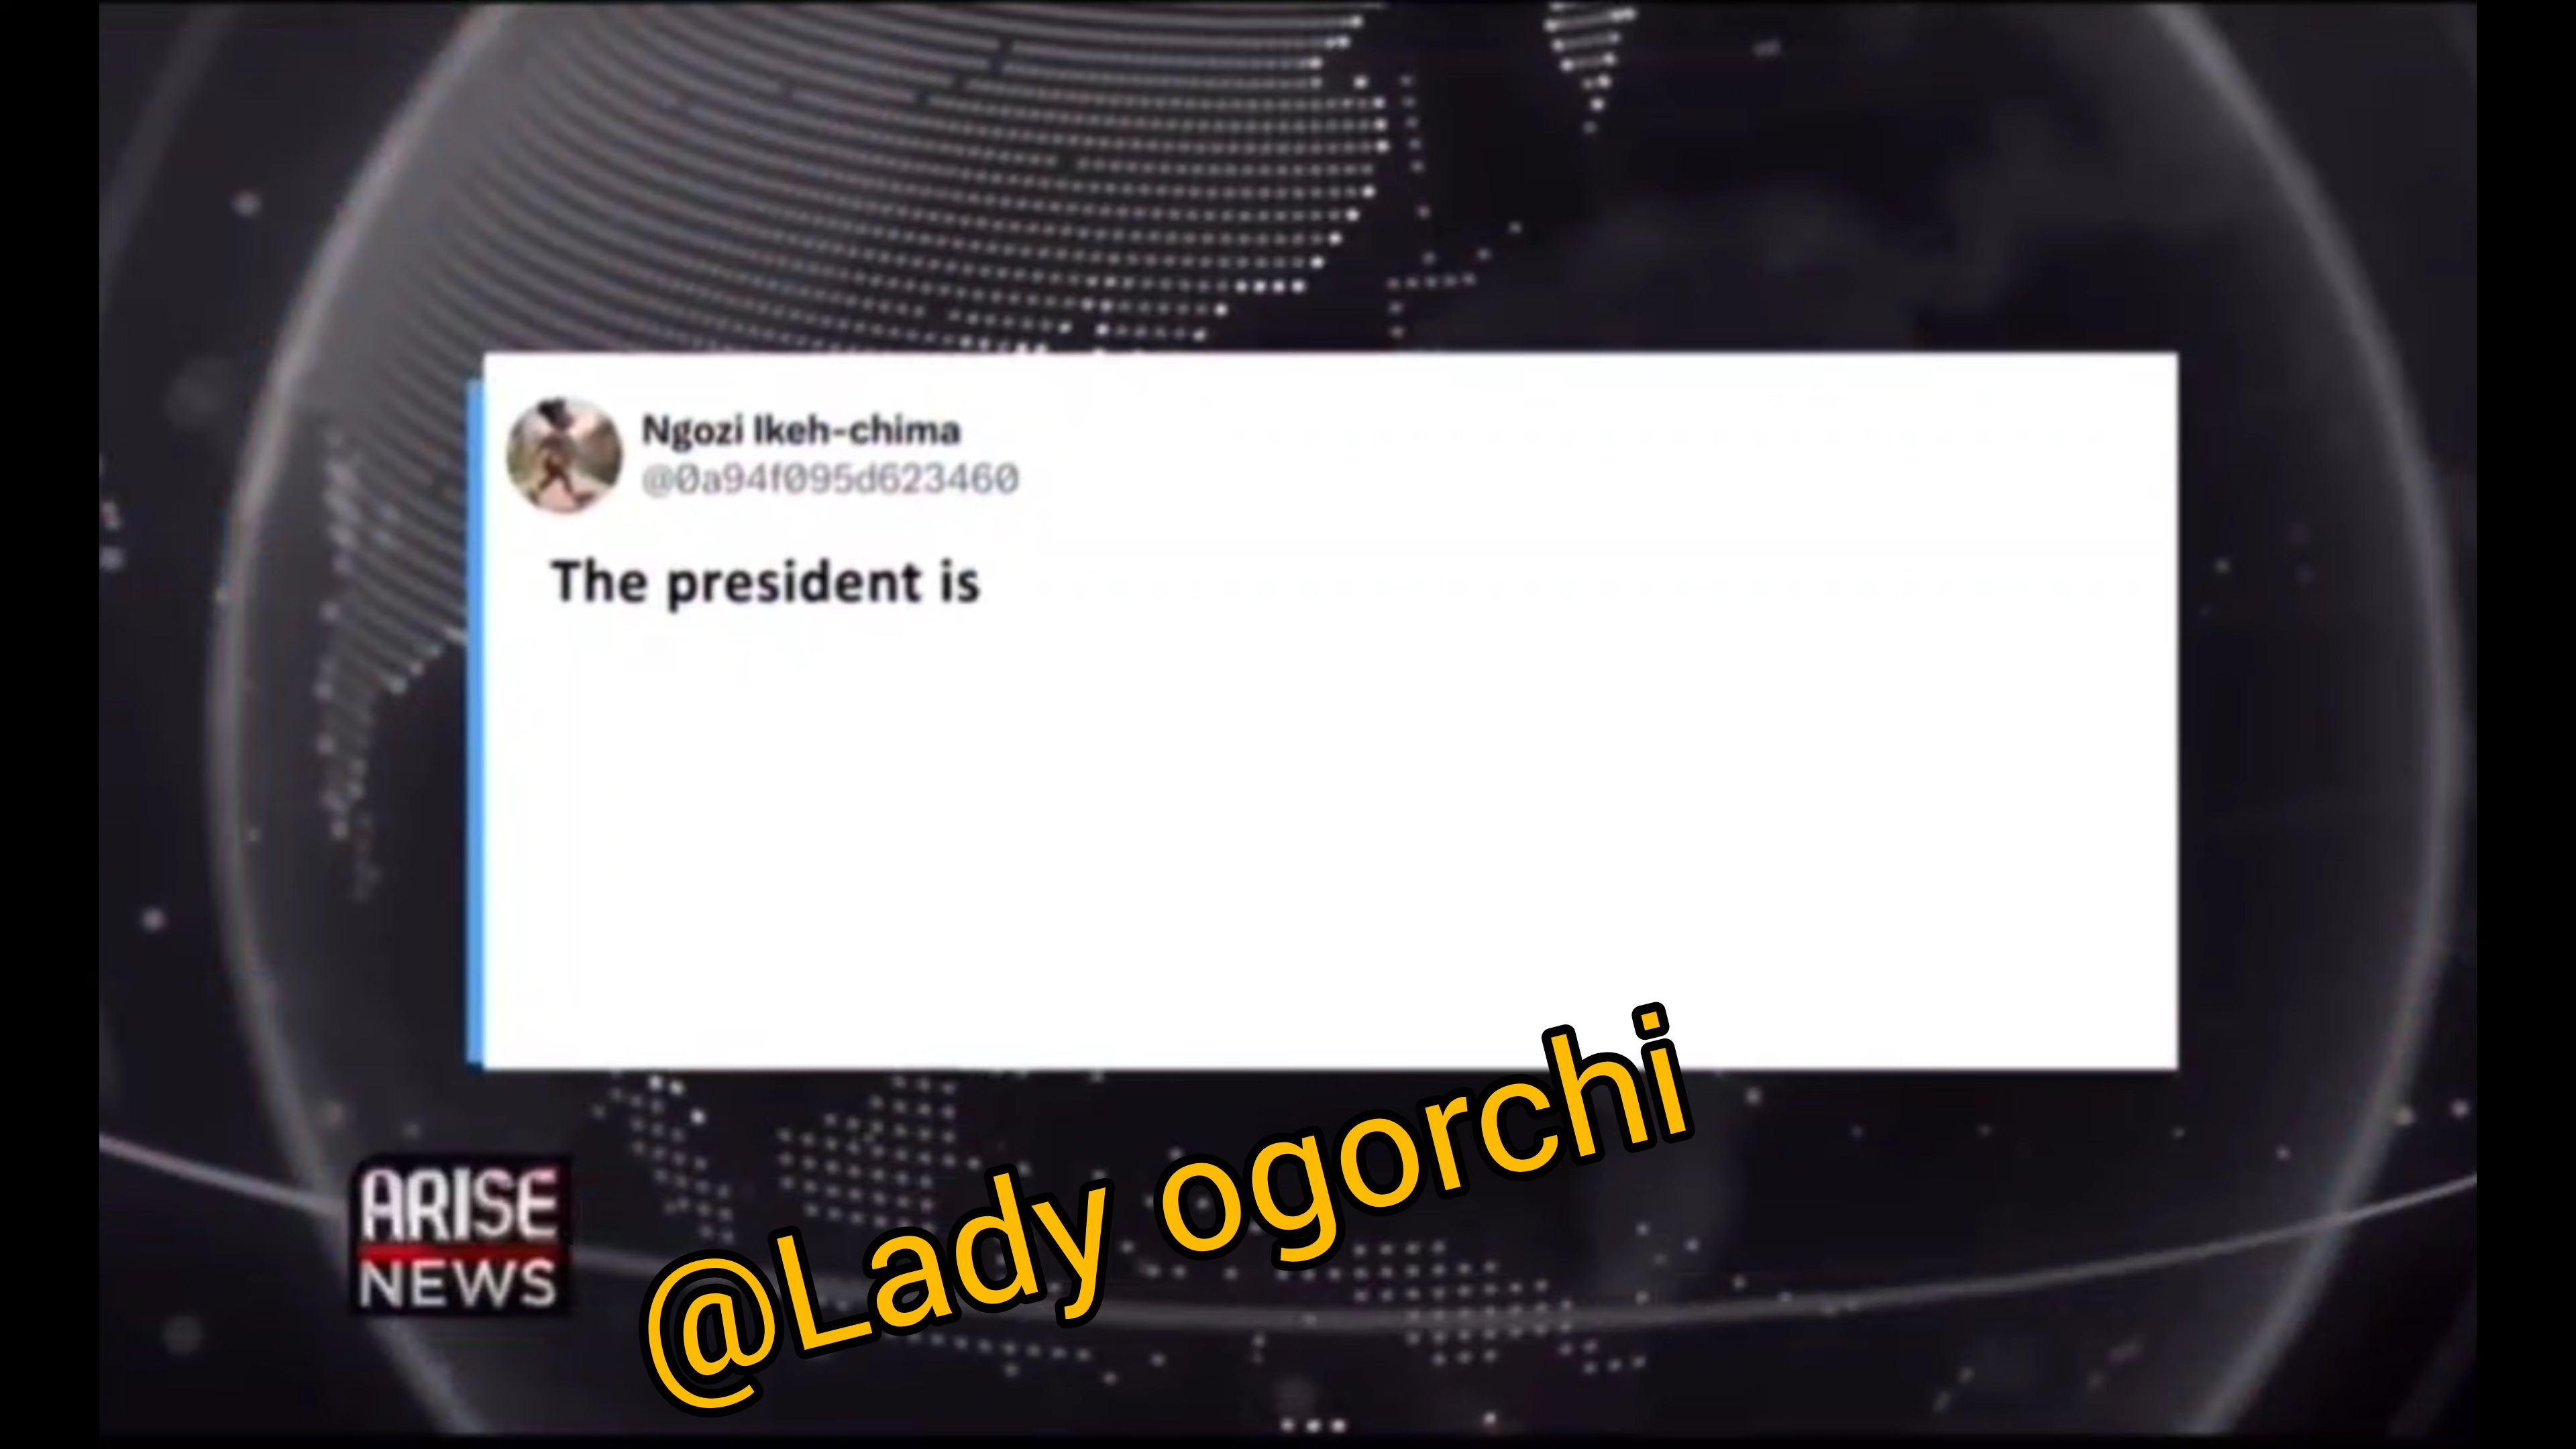 Ngozi Ikeh-chima
@0a94f095d623460
The president is
ARISE
NEWS
@Lady ogorchi